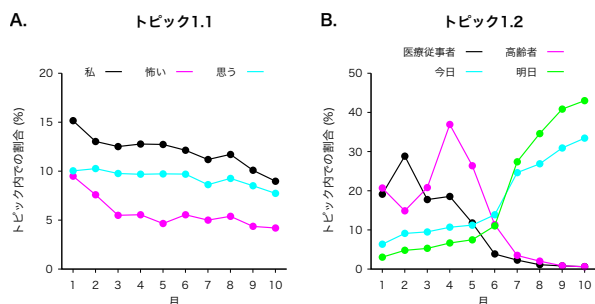 A.
トピック1.1
私 怖い 思う
トピック内での割合 (%)
20
15
10
5
0
1 2 3 4 5 6 7 8 9 10
月
B.
トピック1.2
医療従事者 高齢者
今日 明日
トピック内での割合 (%)
50
40
30
20
10
0
1 2 3 4 5 6 7 8 9 10
月